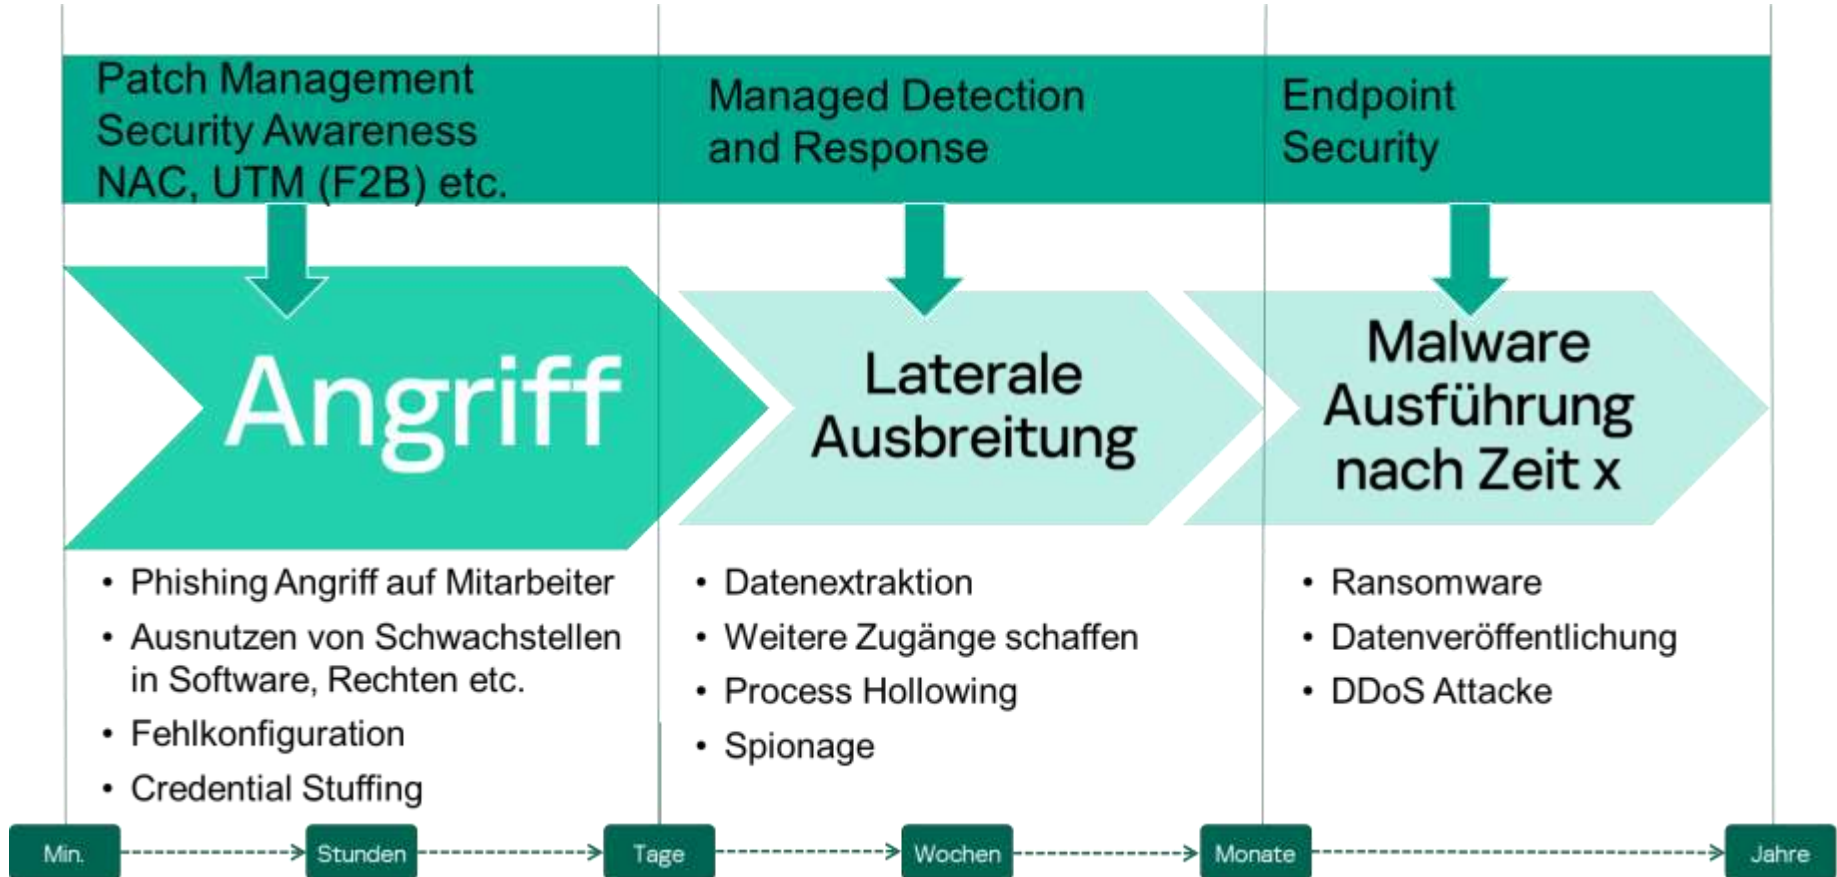 Patch Management
Security Awareness
NAC, UTM (F2B) etc.
Managed Detection
and Response
Endpoint
Security
Angriff
Laterale
Ausbreitung
Malware
Ausführung
nach Zeit x
• Phishing Angriff auf Mitarbeiter
• Ausnutzen von Schwachstellen
in Software, Rechten etc.
• Fehlkonfiguration
• Credential Stuffing
• Datenextraktion
• Weitere Zugänge schaffen
• Process Hollowing
• Spionage
• Ransomware
• Datenveröffentlichung
• DDoS Attacke
Min.
Stunden
Tage
Wochen
Monate
Jahre